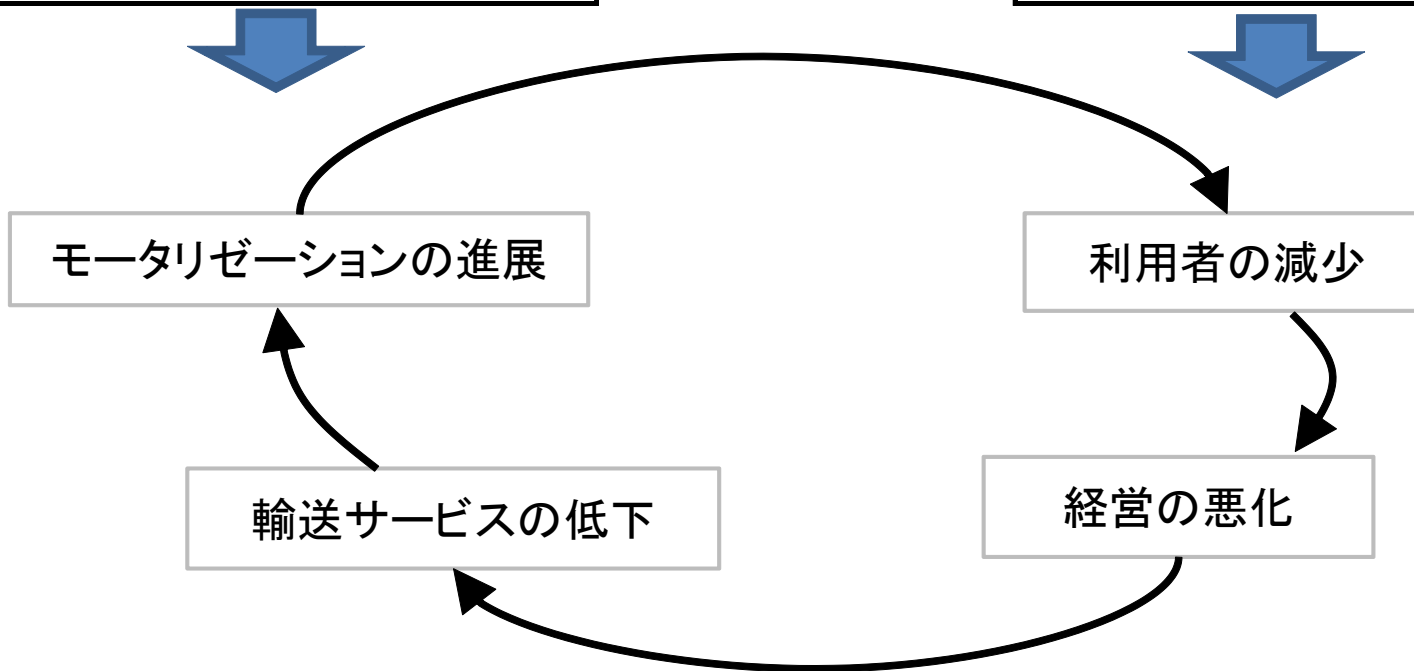 モータリゼーションの進展
利用者の減少
輸送サービスの低下
経営の悪化